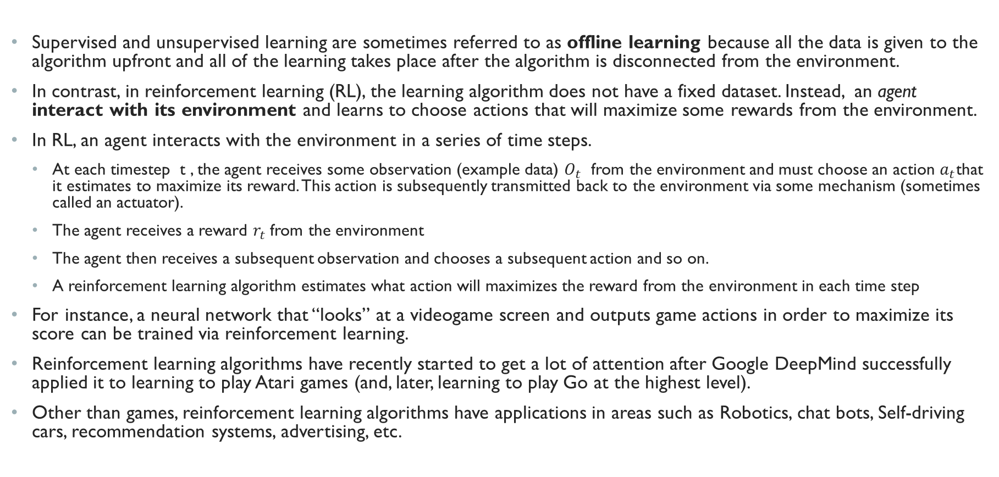 • Supervised and unsupervised learning are sometimes referred to as offline learning because all the data is given to the
algorithm upfront and all of the learning takes place after the algorithm is disconnected from the environment.
• In contrast, in reinforcement learning (RL), the learning algorithm does not have a fixed dataset. Instead, an agent
interact with its environment and learns to choose actions that will maximize some rewards from the environment.
• In RL, an agent interacts with the environment in a series of time steps.
• At each timestep t , the agent receives some observation (example data) O_t from the environment and must choose an action a_t that
it estimates to maximize its reward. This action is subsequently transmitted back to the environment via some mechanism (sometimes
called an actuator).
• The agent receives a reward r_t from the environment
• The agent then receives a subsequent observation and chooses a subsequent action and so on.
• A reinforcement learning algorithm estimates what action will maximizes the reward from the environment in each time step
• For instance, a neural network that “looks” at a videogame screen and outputs game actions in order to maximize its
score can be trained via reinforcement learning.
• Reinforcement learning algorithms have recently started to get a lot of attention after Google DeepMind successfully
applied it to learning to play Atari games (and, later, learning to play Go at the highest level).
• Other than games, reinforcement learning algorithms have applications in areas such as Robotics, chat bots, Self-driving
cars, recommendation systems, advertising, etc.